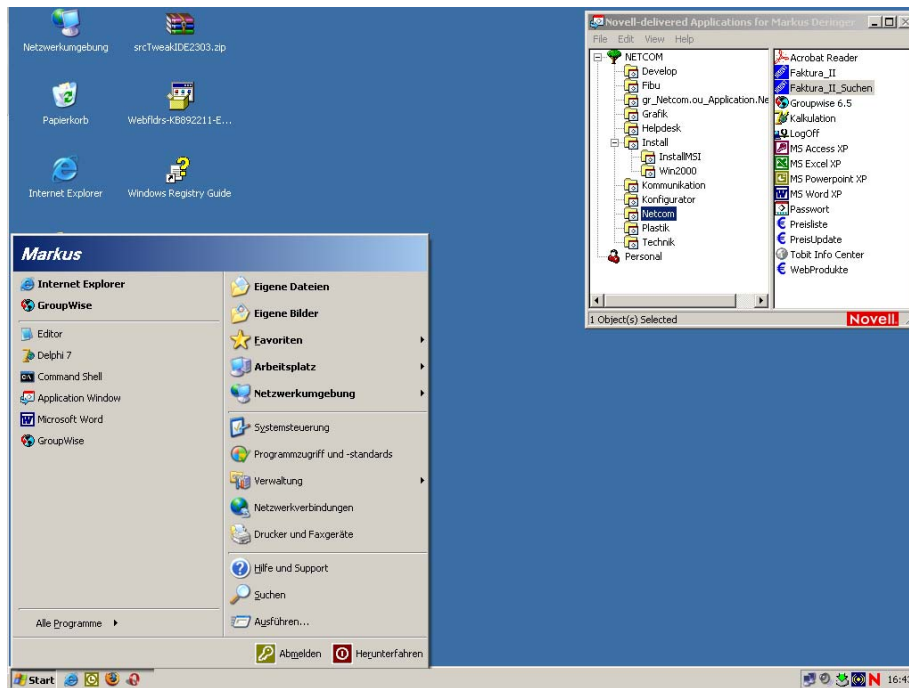 Netzwerkumgebung
srcTweakIDE2303.zip
Papierkorb
Webfldrs-KB892211-E...
Internet Explorer
Windows Registry Guide
Novell-delivered Applications for Markus Deringer
File Edit View Help
NETCOM
Develop
Fibu
gr_Netcom.ou_Application.Ne
Grafik
Helpdesk
Install
InstallMSI
Win2000
Kommunikation
Konfigurator
Netcom
Plastik
Technik
Personal
Acrobat Reader
Faktura_II
Faktura_II_Suchen
Groupwise 6.5
Kalkulation
LogOff
MS Access XP
MS Excel XP
MS Powerpoint XP
MS Word XP
Passwort
Preisliste
PreisUpdate
Tobit Info Center
WebProdukte
1 Object(s) Selected
Novell.
Markus
Internet Explorer
GroupWise
Editor
Delphi 7
Command Shell
Application Window
Microsoft Word
GroupWise
Alle Programme
Eigene Dateien
Eigene Bilder
Favoriten
Arbeitsplatz
Netzwerkumgebung
Systemsteuerung
Programmzugriff und -standards
Verwaltung
Netzwerkverbindungen
Drucker und Faxgeräte
Hilfe und Support
Suchen
Ausführen...
Abmelden
Herunterfahren
Start